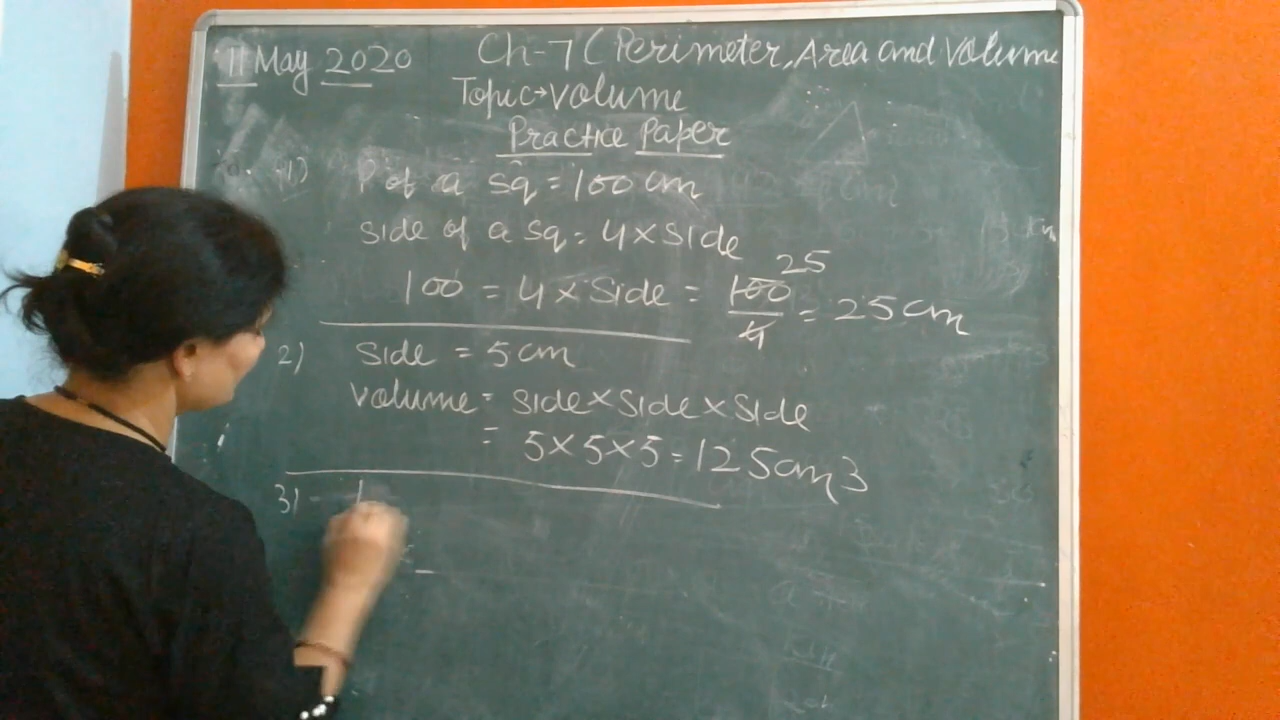 11 May 2020 Ch-7 (Perimeter, Area and Volume
Topic→Volume
Practice Paper
1) P of a sq = 100 cm
side of a sq = 4 × side
100 = 4 × side = 100/4 25 = 25 cm
2) side = 5 cm
volume = side × side × side
= 5 × 5 × 5 = 125 cm3
3)